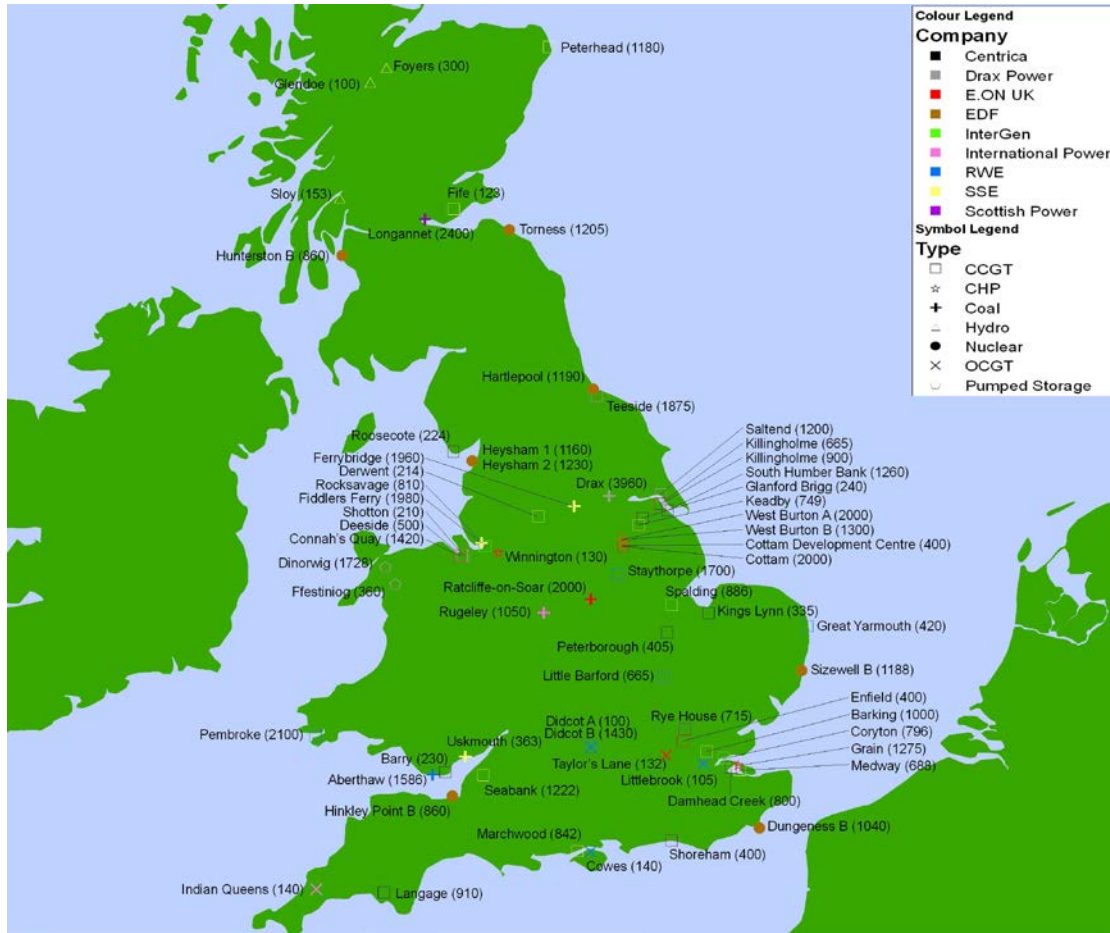 Colour Legend
Company
Centrica
Drax Power
E.ON UK
EDF
InterGen
International Power
RWE
SSE
Scottish Power
Symbol Legend
Type
CCGT
CHP
Coal
Hydro
Nuclear
OCGT
Pumped Storage
Peterhead (1180)
Foyers (300)
Glendoe (100)
Sloy (153)
Fife (123)
Longannet (2400)
Torness (1205)
Hunterston B (860)
Hartlepool (1190)
Teeside (1875)
Roosecote (224)
Ferrybridge (1960)
Derwent (214)
Rocksavage (810)
Fiddlers Ferry (1980)
Shotton (210)
Deeside (500)
Connah's Quay (1420)
Dinorwig (1728)
Ffestiniog (360)
Heysham 1 (1160)
Heysham 2 (1230)
Drax (3960)
Winnington (130)
Saltend (1200)
Killingholme (665)
Killingholme (900)
South Humber Bank (1260)
Glanford Brigg (240)
Keadby (749)
West Burton A (2000)
West Burton B (1300)
Cottam Development Centre (400)
Cottam (2000)
Staythorpe (1700)
Ratcliffe-on-Soar (2000)
Rugeley (1050)
Spalding (886)
Kings Lynn (335)
Great Yarmouth (420)
Peterborough (405)
Little Barford (665)
Sizewell B (1188)
Enfield (400)
Barking (1000)
Coryton (796)
Grain (1275)
Medway (688)
Rye House (715)
Didcot A (100)
Didcot B (1430)
Taylor's Lane (132)
Littlebrook (105)
Damhead Creek (800)
Pembroke (2100)
Uskmouth (363)
Barry (230)
Aberthaw (1586)
Seabank (1222)
Hinkley Point B (860)
Dungeness B (1040)
Marchwood (842)
Cowes (140)
Shoreham (400)
Indian Queens (140)
Langage (910)